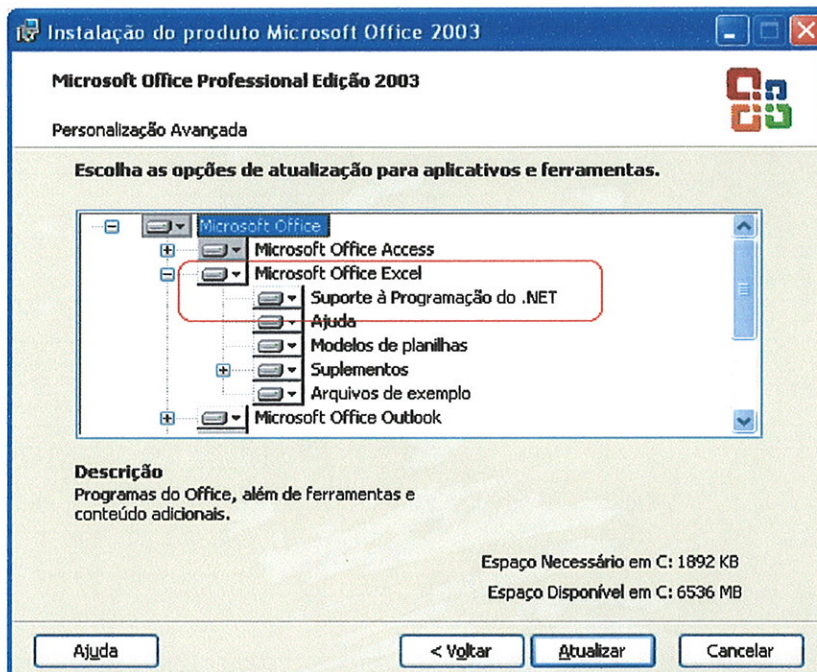 Instalação do produto Microsoft Office 2003
Microsoft Office Professional Edição 2003
Personalização Avançada
Escolha as opções de atualização para aplicativos e ferramentas.
Microsoft Office
Microsoft Office Access
Microsoft Office Excel
Suporte à Programação do .NET
Ajuda
Modelos de planilhas
Suplementos
Arquivos de exemplo
Microsoft Office Outlook
Descrição
Programas do Office, além de ferramentas e
conteúdo adicionais.
Espaço Necessário em C: 1892 KB
Espaço Disponível em C: 6536 MB
Ajuda
< Voltar
Atualizar
Cancelar